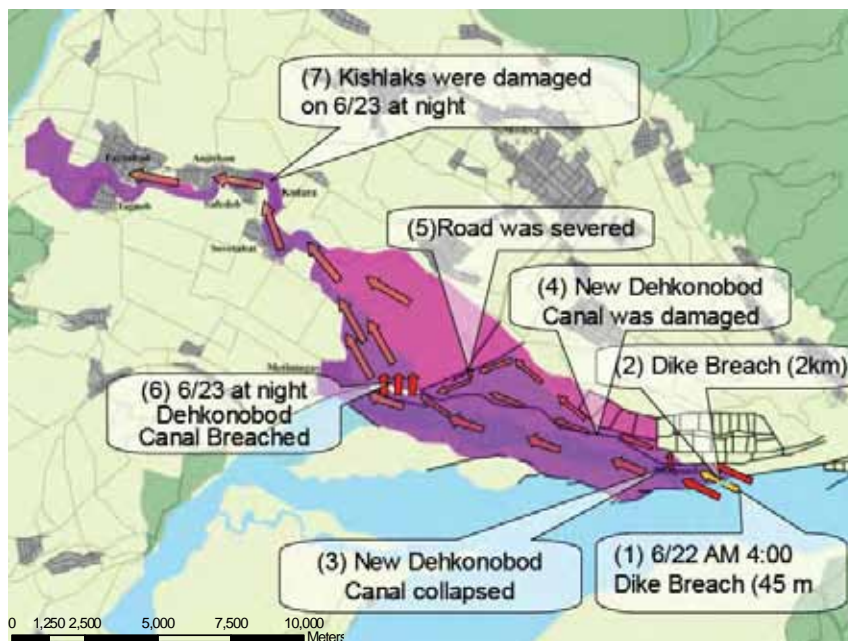 (7) Kishlaks were damaged
on 6/23 at night
(5)Road was severed
(4) New Dehkonobod
Canal was damaged
(2) Dike Breach (2km)
(6) 6/23 at night
Dehkonobod
Canal Breached
(3) New Dehkonobod
Canal collapsed
(1) 6/22 AM 4:00
Dike Breach (45 m
0 1,250 2,500 5,000 7,500 10,000
Meters